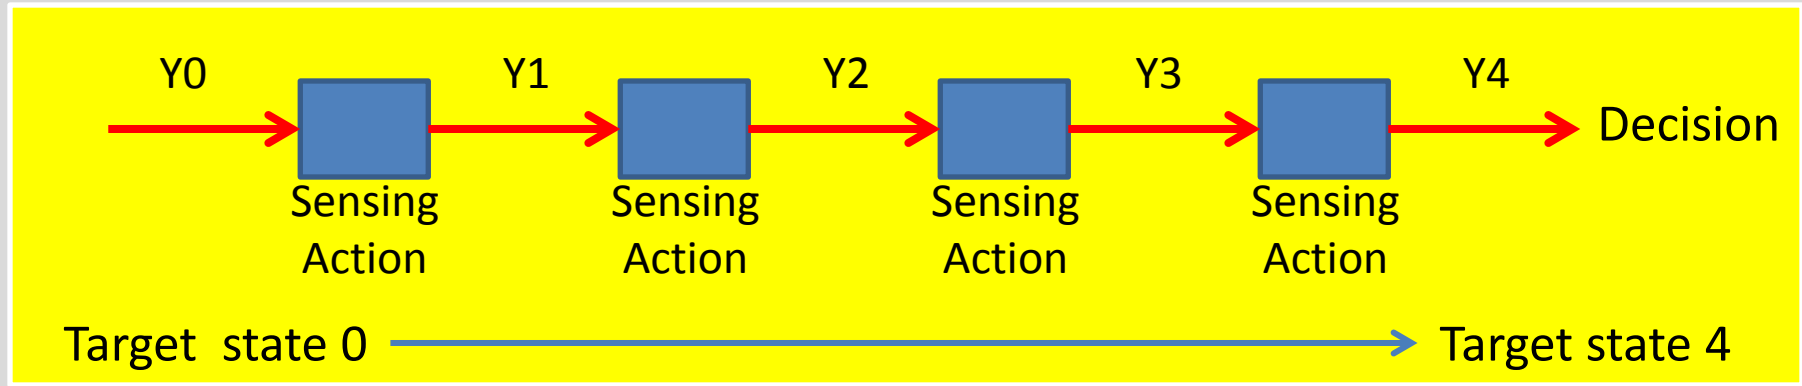 Y0 Y1 Y2 Y3 Y4
Decision
Sensing Sensing Sensing Sensing
Action Action Action Action
Target state 0 Target state 4